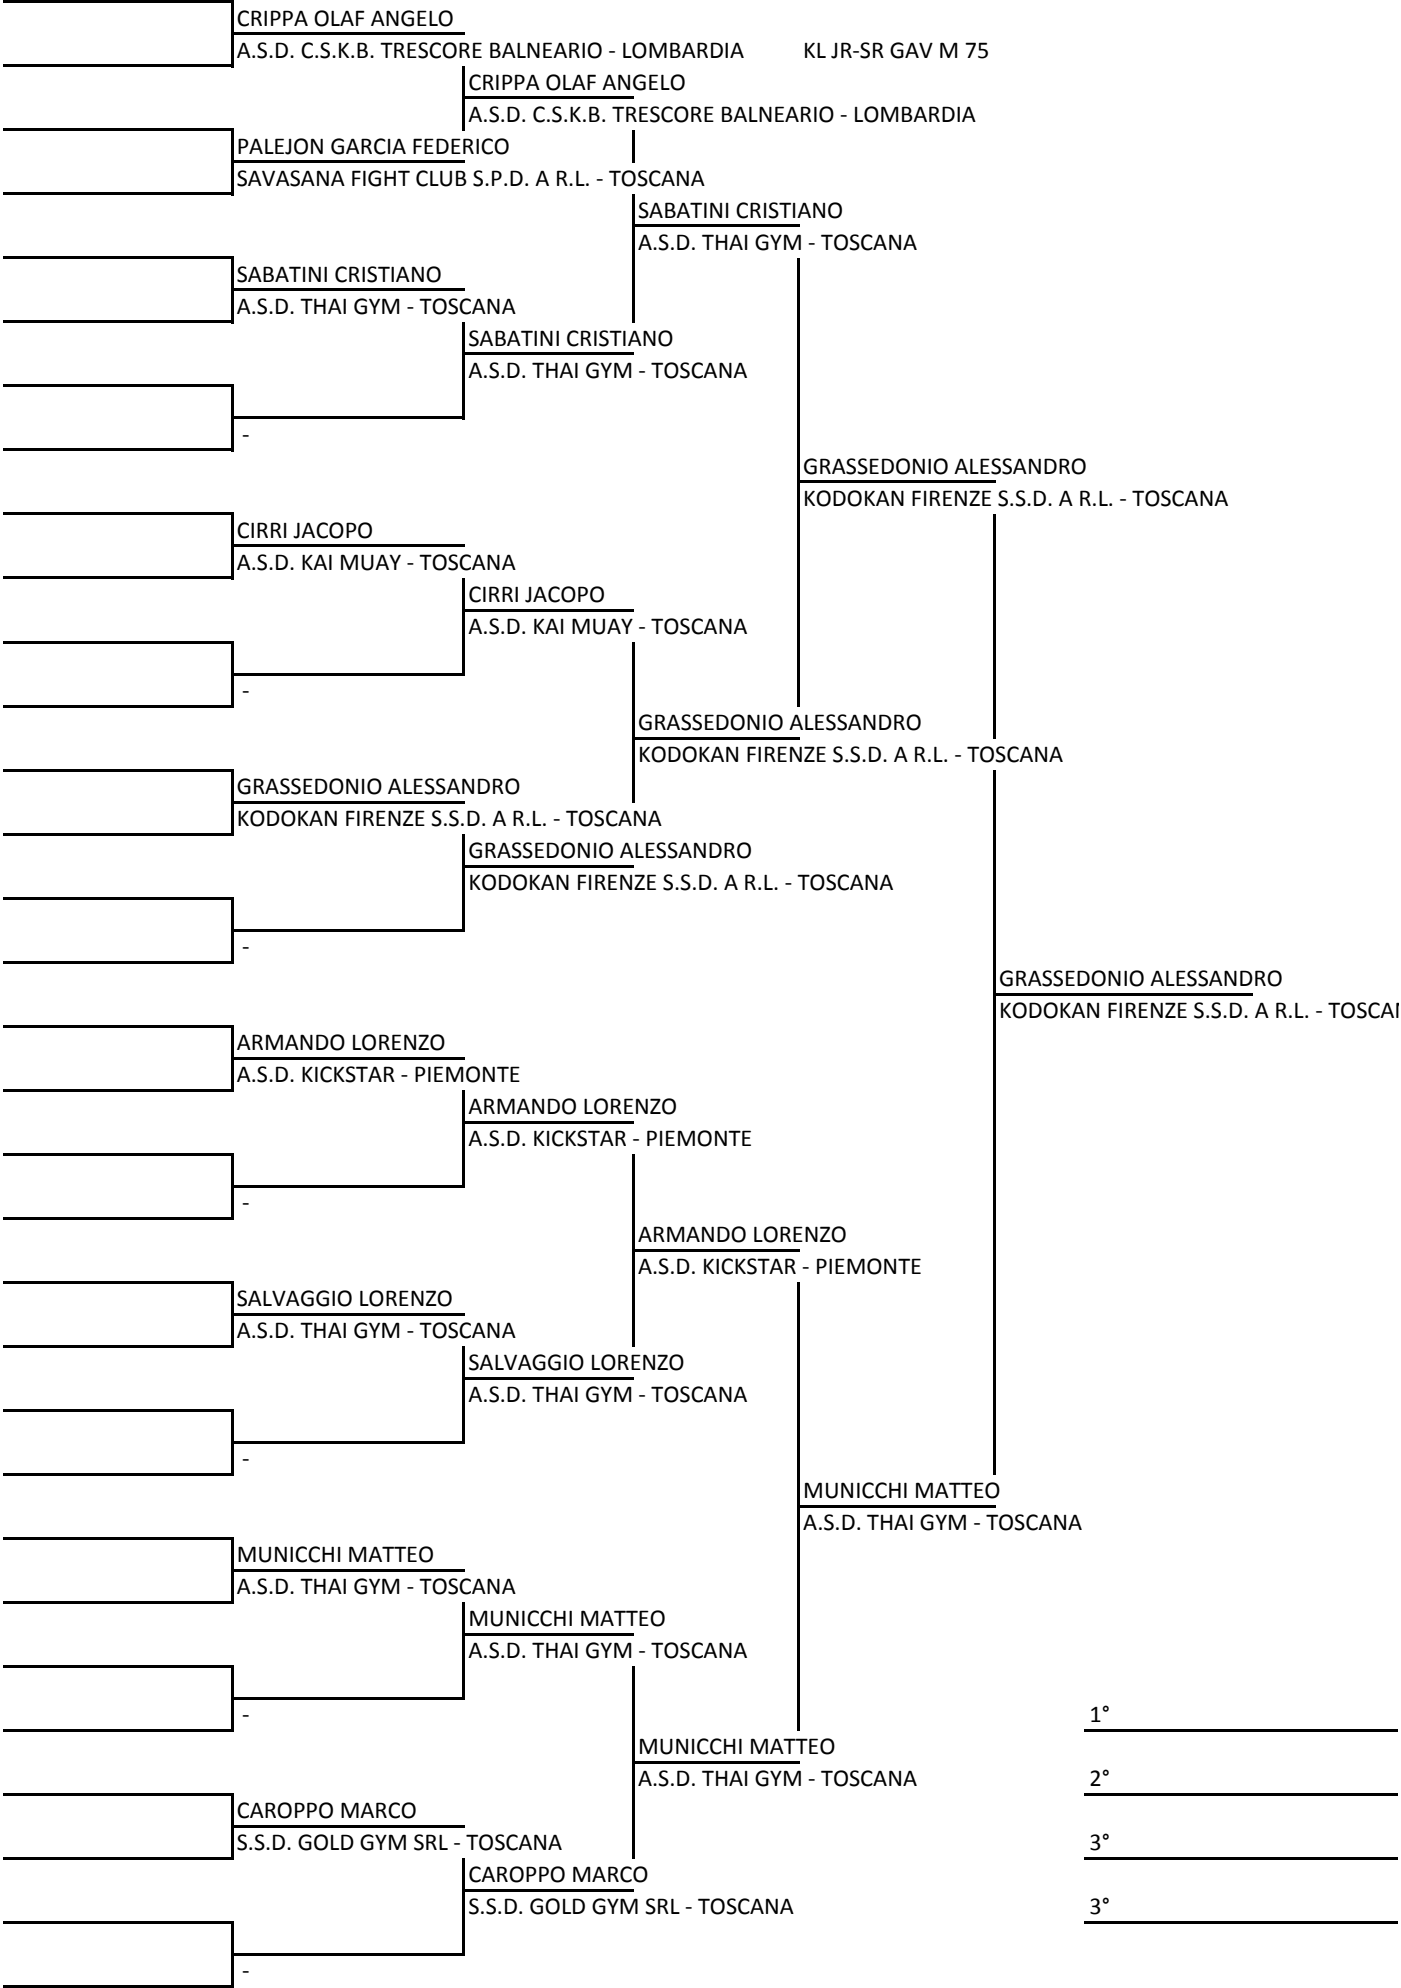 CRIPPA OLAF ANGELO
A.S.D. C.S.K.B. TRESCORE BALNEARIO - LOMBARDIA KL JR-SR GAV M 75
CRIPPA OLAF ANGELO
A.S.D. C.S.K.B. TRESCORE BALNEARIO - LOMBARDIA
PALEJON GARCIA FEDERICO
SAVASANA FIGHT CLUB S.P.D. A R.L. - TOSCANA
SABATINI CRISTIANO
A.S.D. THAI GYM - TOSCANA
SABATINI CRISTIANO
A.S.D. THAI GYM - TOSCANA
SABATINI CRISTIANO
A.S.D. THAI GYM - TOSCANA
-
GRASSEDONIO ALESSANDRO
KODOKAN FIRENZE S.S.D. A R.L. - TOSCANA
CIRRI JACOPO
A.S.D. KAI MUAY - TOSCANA
CIRRI JACOPO
A.S.D. KAI MUAY - TOSCANA
-
GRASSEDONIO ALESSANDRO
KODOKAN FIRENZE S.S.D. A R.L. - TOSCANA
GRASSEDONIO ALESSANDRO
KODOKAN FIRENZE S.S.D. A R.L. - TOSCANA
GRASSEDONIO ALESSANDRO
KODOKAN FIRENZE S.S.D. A R.L. - TOSCANA
-
GRASSEDONIO ALESSANDRO
KODOKAN FIRENZE S.S.D. A R.L. - TOSCA
ARMANDO LORENZO
A.S.D. KICKSTAR - PIEMONTE
ARMANDO LORENZO
A.S.D. KICKSTAR - PIEMONTE
-
ARMANDO LORENZO
A.S.D. KICKSTAR - PIEMONTE
SALVAGGIO LORENZO
A.S.D. THAI GYM - TOSCANA
SALVAGGIO LORENZO
A.S.D. THAI GYM - TOSCANA
-
MUNICCHI MATTEO
A.S.D. THAI GYM - TOSCANA
MUNICCHI MATTEO
A.S.D. THAI GYM - TOSCANA
MUNICCHI MATTEO
A.S.D. THAI GYM - TOSCANA
- 1°
MUNICCHI MATTEO
A.S.D. THAI GYM - TOSCANA 2°
CAROPPO MARCO
S.S.D. GOLD GYM SRL - TOSCANA 3°
CAROPPO MARCO
S.S.D. GOLD GYM SRL - TOSCANA 3°
-